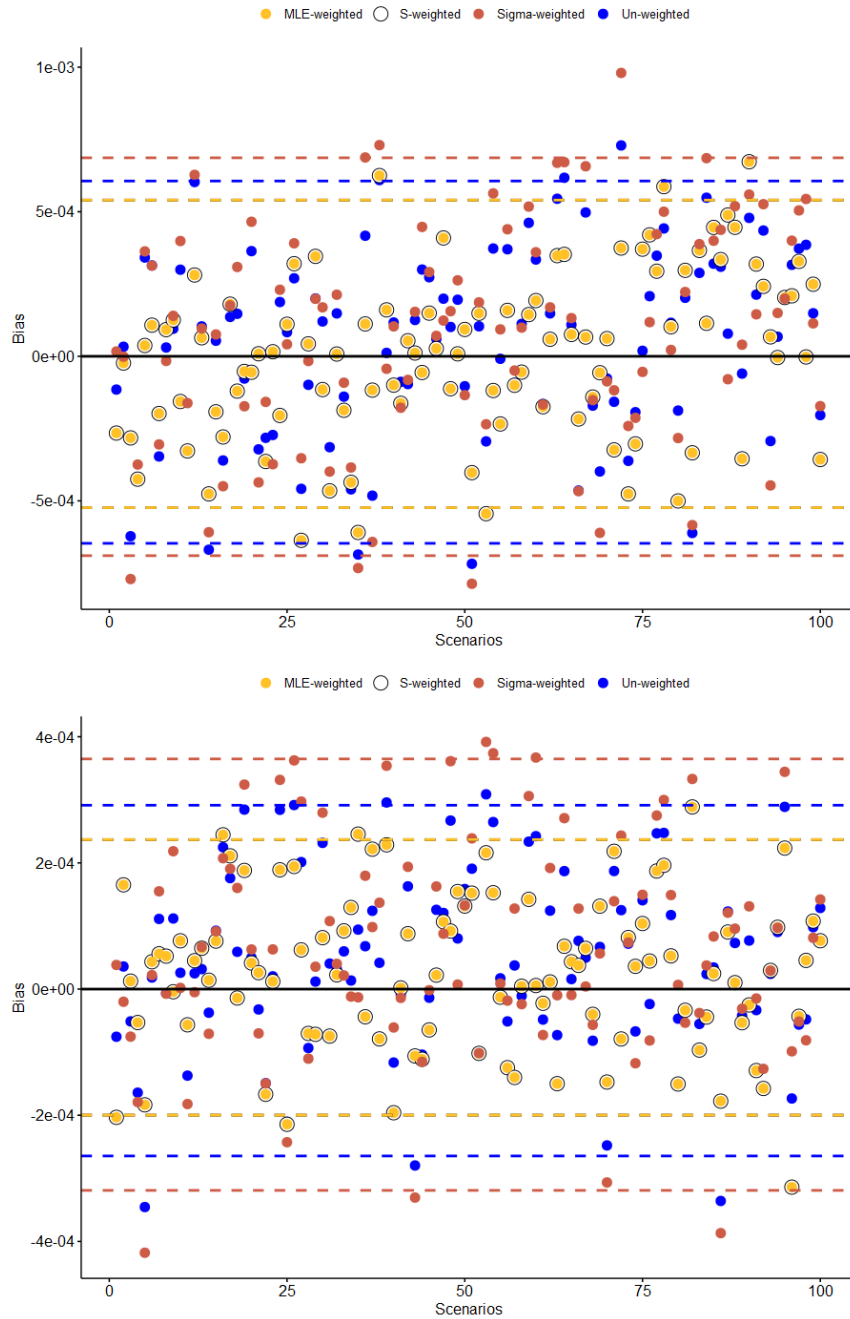 MLE-weighted S-weighted Sigma-weighted Un-weighted
1e-03
5e-04
0e+00
-5e-04
Bias
0 25 50 75 100
Scenarios
MLE-weighted S-weighted Sigma-weighted Un-weighted
4e-04
2e-04
0e+00
-2e-04
-4e-04
Bias
0 25 50 75 100
Scenarios